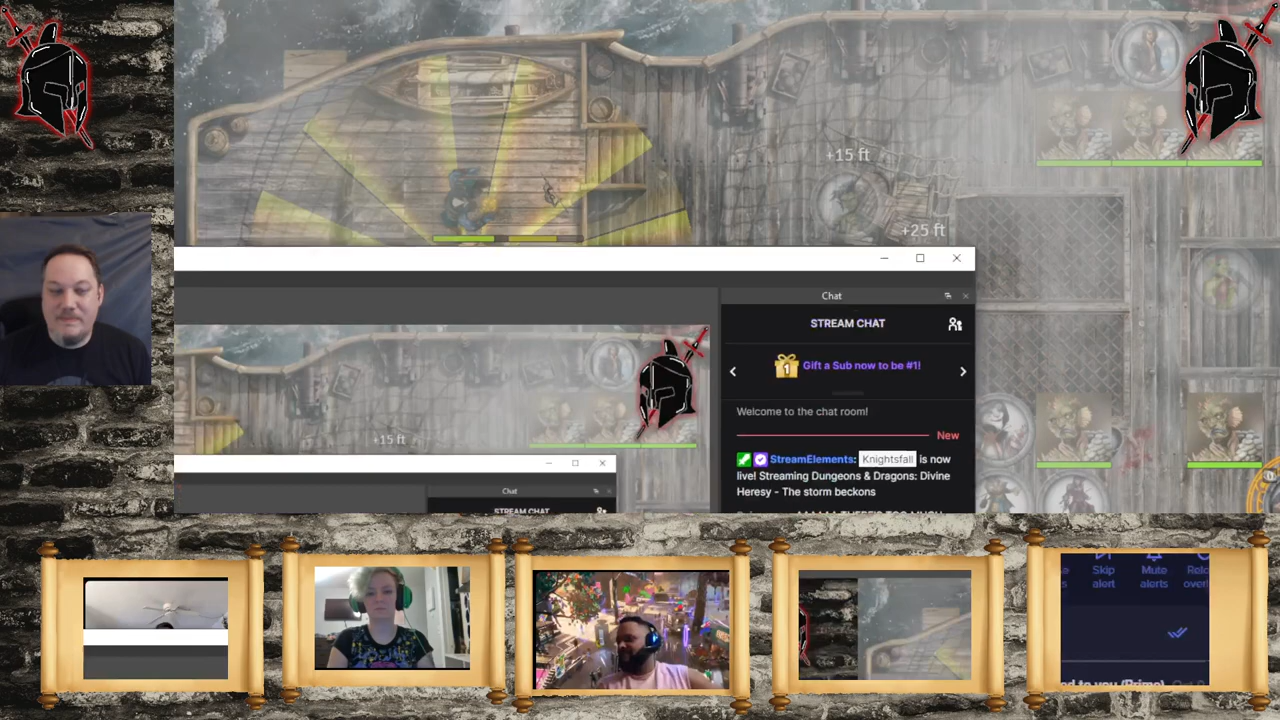 +15 ft
+25 ft
Chat
STREAM CHAT
1
Gift a Sub now to be #1!
Welcome to the chat room!
New
StreamElements: Knightsfall is now
live! Streaming Dungeons & Dragons: Divine
Heresy - The storm beckons
+15 ft
Chat
STREAM CHAT
Skip
alert
Mute
alerts